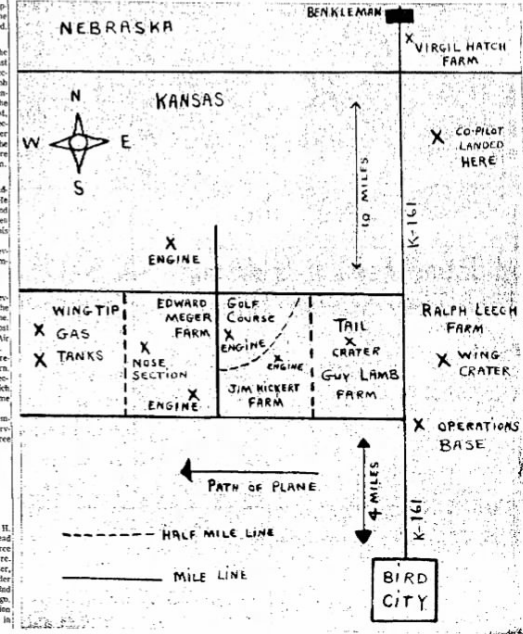 BENKLEMAN
NEBRASKA
VIRGIL HATCH
FARM
KANSAS
N
W E
S
CO-PILOT
LANDED
HERE
10 MILES
K-161
ENGINE
WING TIP
GAS
TANKS
EDWARD
MEGER
FARM
NOSE
SECTION
ENGINE
GOLF
COURSE
ENGINE
ENGINE
JIM HICKERT
FARM
TAIL
CRATER
GUY LAMB
FARM
RALPH LEECH
FARM
WING
CRATER
OPERATIONS
BASE
PATH OF PLANE
4 MILES
K-161
HALF MILE LINE
MILE LINE
BIRD
CITY